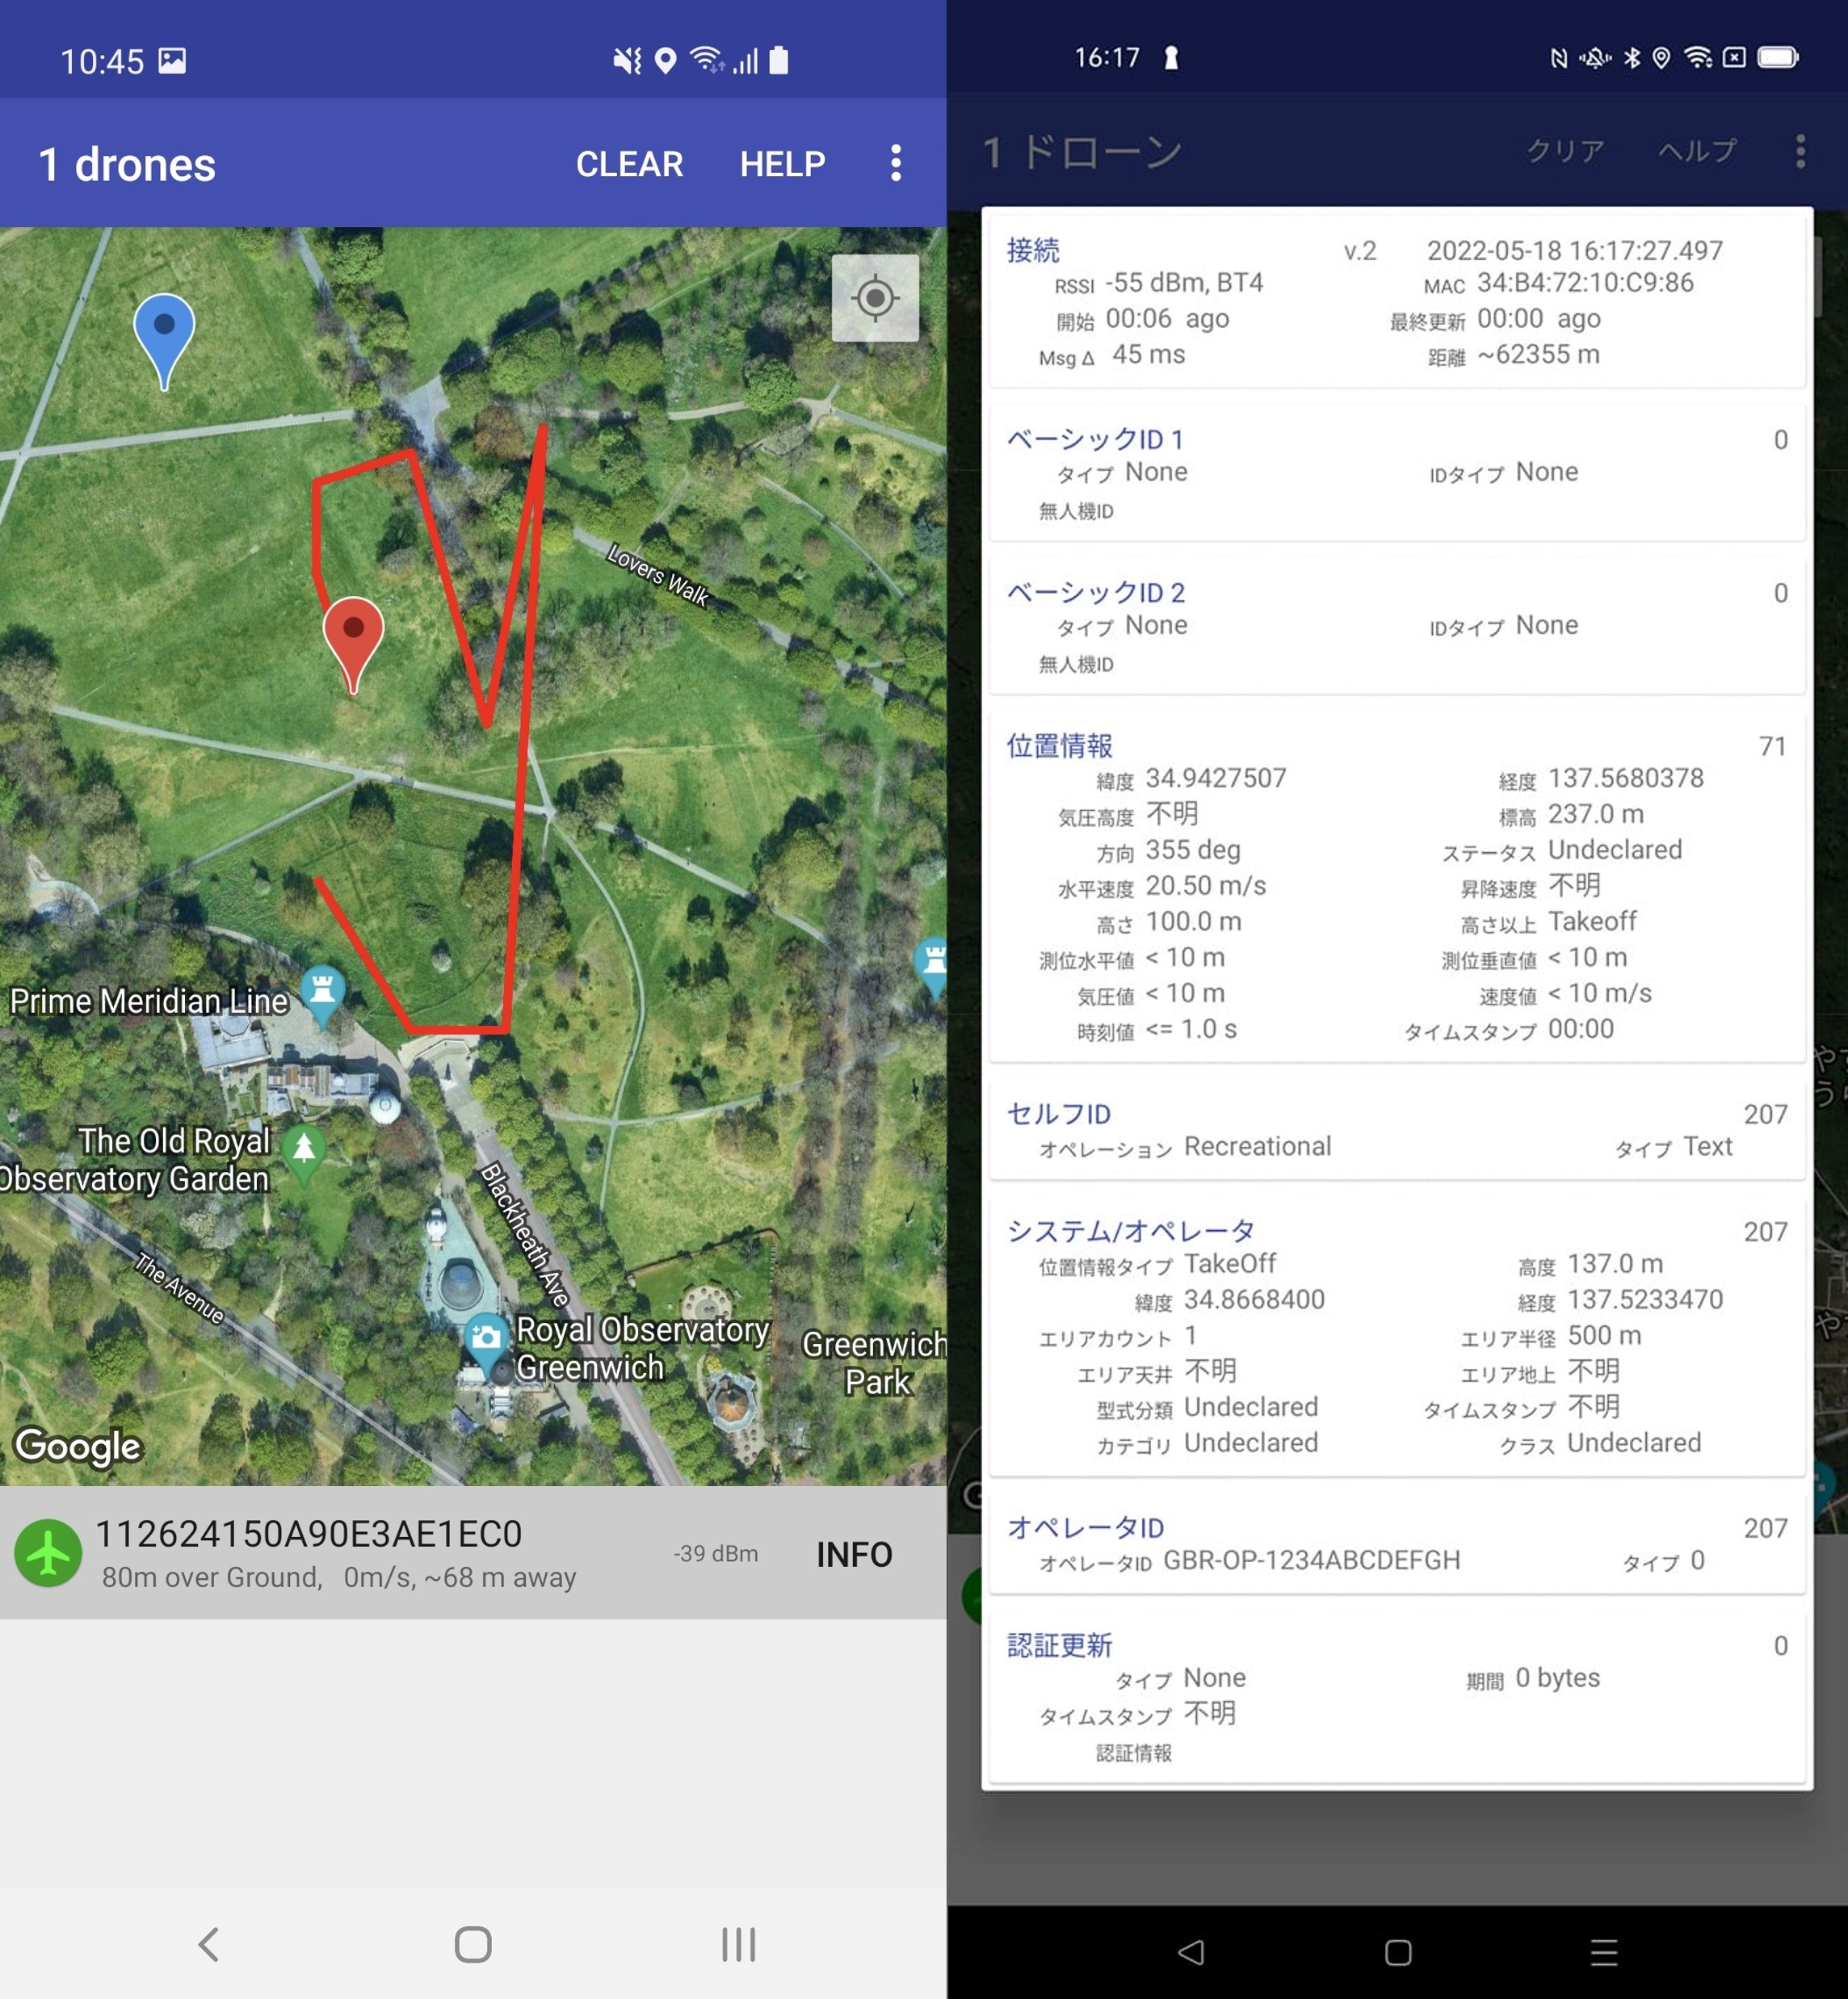 10:45
1 drones CLEAR HELP
Lovers Walk
Prime Meridian Line
The Old Royal
Observatory Garden
Blackheath Ave
The Avenue
Royal Observatory
Greenwich
Greenwich
Park
Google
112624150A90E3AE1EC0
80m over Ground, 0m/s, ~68 m away
-39 dBm
INFO
16:17
1 ドローン クリア ヘルプ
接続 v.2 2022-05-18 16:17:27.497
RSSI -55 dBm, BT4 MAC 34:B4:72:10:C9:86
開始 00:06 ago 最終更新 00:00 ago
Msg Δ 45 ms 距離 ~62355 m
ベーシックID 1 0
タイプ None IDタイプ None
無人機ID
ベーシックID 2 0
タイプ None IDタイプ None
無人機ID
位置情報 71
緯度 34.9427507 経度 137.5680378
気圧高度 不明 標高 237.0 m
方向 355 deg ステータス Undeclared
水平速度 20.50 m/s 昇降速度 不明
高さ 100.0 m 高さ以上 Takeoff
測位水平値 < 10 m 測位垂直値 < 10 m
気圧値 < 10 m 速度値 < 10 m/s
時刻値 <= 1.0 s タイムスタンプ 00:00
セルフID 207
オペレーション Recreational タイプ Text
システム/オペレータ 207
位置情報タイプ TakeOff 高度 137.0 m
緯度 34.8668400 経度 137.5233470
エリアカウント 1 エリア半径 500 m
エリア天井 不明 エリア地上 不明
型式分類 Undeclared タイムスタンプ 不明
カテゴリ Undeclared クラス Undeclared
オペレータID 207
オペレータID GBR-OP-1234ABCDEFGH タイプ 0
認証更新 0
タイプ None 期間 0 bytes
タイムスタンプ 不明
認証情報